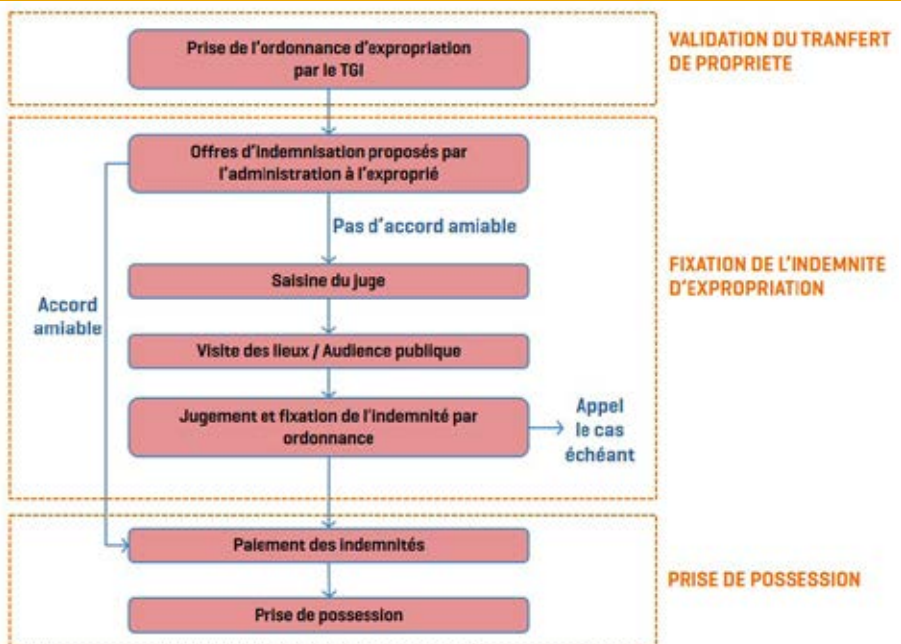 Prise de l'ordonnance d'expropriation
par le TGI
VALIDATION DU TRANFERT
DE PROPRIETE
Offres d'indemnisation proposés par
l'administration à l'exproprié
Pas d'accord amiable
Saisine du juge
FIXATION DE L'INDEMNITE
D'EXPROPRIATION
Accord
amiable
Visite des lieux / Audience publique
Jugement et fixation de l'indemnité par
ordonnance
Appel
le cas
échéant
Paiement des indemnités
PRISE DE POSSESSION
Prise de possession